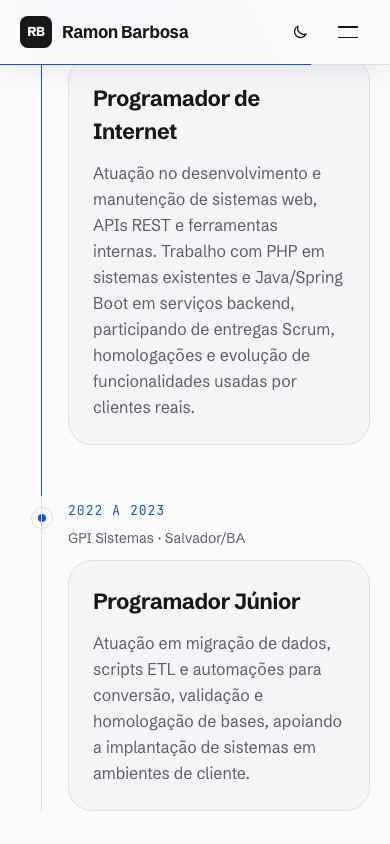 RB Ramon Barbosa
Programador de
Internet
Atuação no desenvolvimento e
manutenção de sistemas web,
APIs REST e ferramentas
internas. Trabalho com PHP em
sistemas existentes e Java/Spring
Boot em serviços backend,
participando de entregas Scrum,
homologações e evolução de
funcionalidades usadas por
clientes reais.
2022 A 2023
GPI Sistemas · Salvador/BA
Programador Júnior
Atuação em migração de dados,
scripts ETL e automações para
conversão, validação e
homologação de bases, apoiando
a implantação de sistemas em
ambientes de cliente.